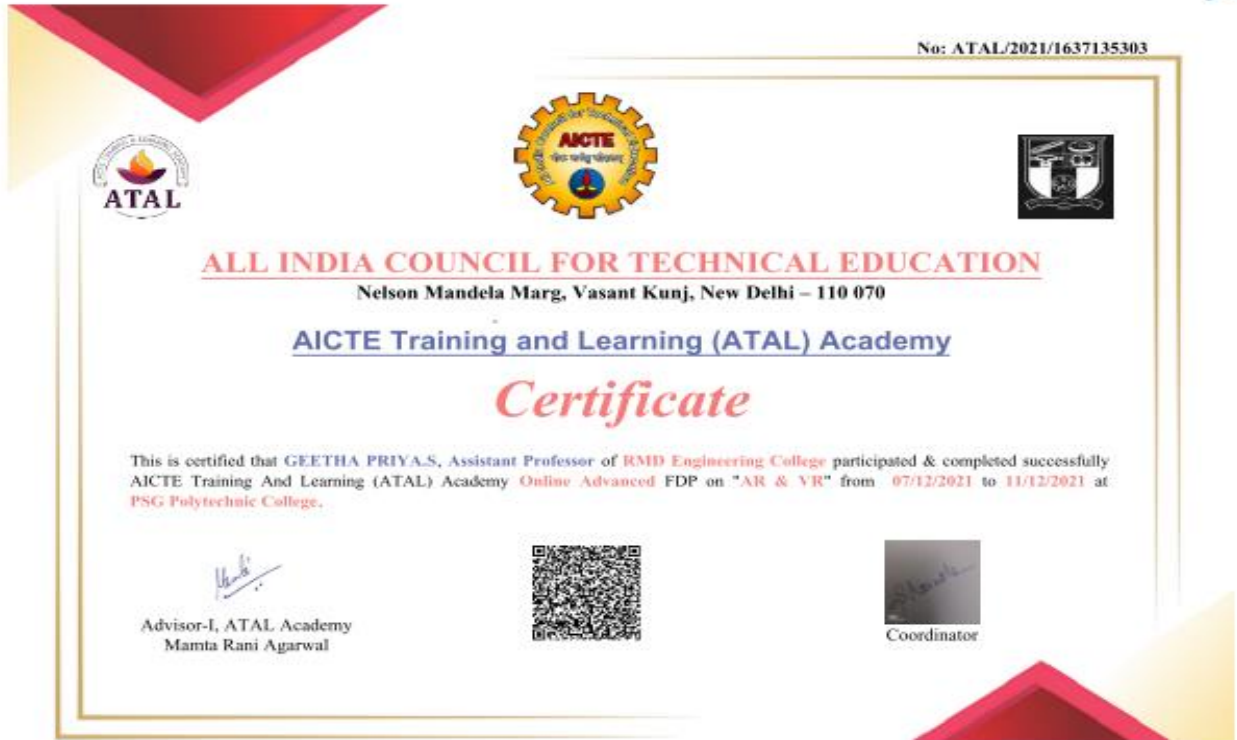 No: ATAL/2021/1637135303
ATAL
AICTE
ALL INDIA COUNCIL FOR TECHNICAL EDUCATION
Nelson Mandela Marg, Vasant Kunj, New Delhi – 110 070
AICTE Training and Learning (ATAL) Academy
Certificate
This is certified that GEETHA PRIYA.S, Assistant Professor of RMD Engineering College participated & completed successfully
AICTE Training And Learning (ATAL) Academy Online Advanced FDP on "AR & VR" from 07/12/2021 to 11/12/2021 at
PSG Polytechnic College.
Advisor-I, ATAL Academy
Mamta Rani Agarwal
Coordinator